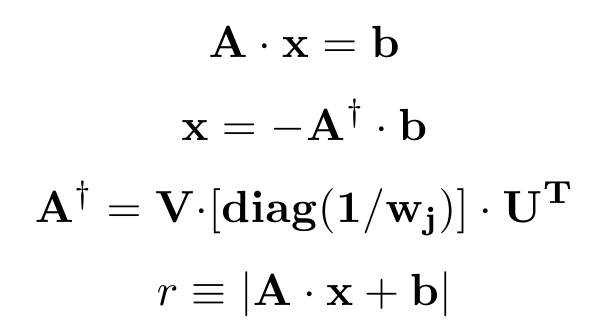 A · x = b
x = −A† · b
A† = V·[diag(1/wⱼ)] · Uᵀ
r ≡ |A · x + b|